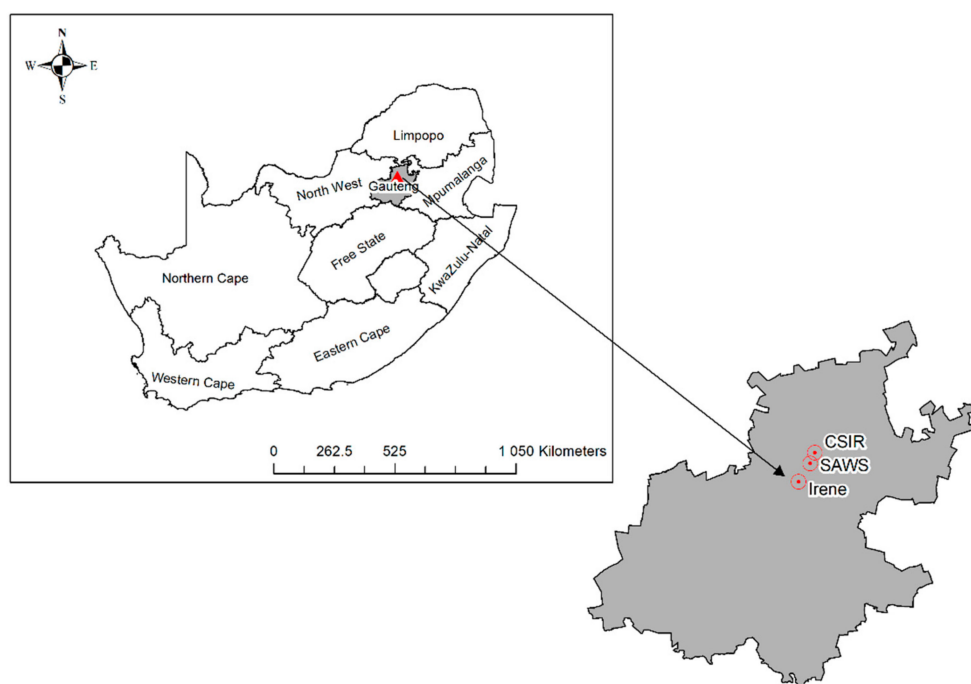 N
W E
S
Limpopo
North West
Gauteng
Mpumalanga
Free State
KwaZulu-Natal
Northern Cape
Eastern Cape
Western Cape
0 262.5 525 1 050 Kilometers
CSIR
SAWS
Irene